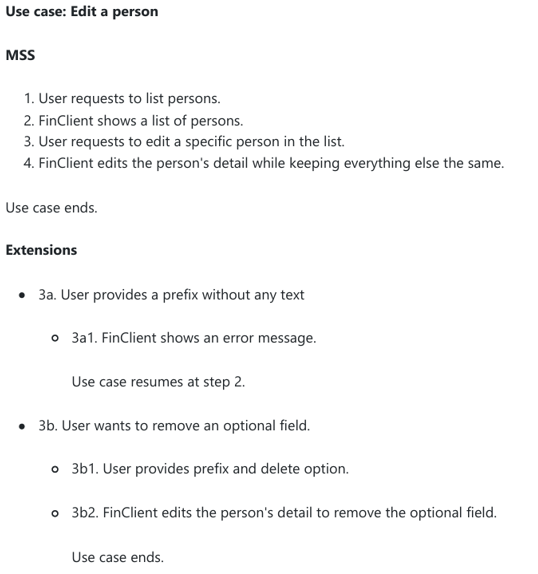 Use case: Edit a person
MSS
1. User requests to list persons.
2. FinClient shows a list of persons.
3. User requests to edit a specific person in the list.
4. FinClient edits the person's detail while keeping everything else the same.
Use case ends.
Extensions
• 3a. User provides a prefix without any text
○ 3a1. FinClient shows an error message.
Use case resumes at step 2.
• 3b. User wants to remove an optional field.
○ 3b1. User provides prefix and delete option.
○ 3b2. FinClient edits the person's detail to remove the optional field.
Use case ends.